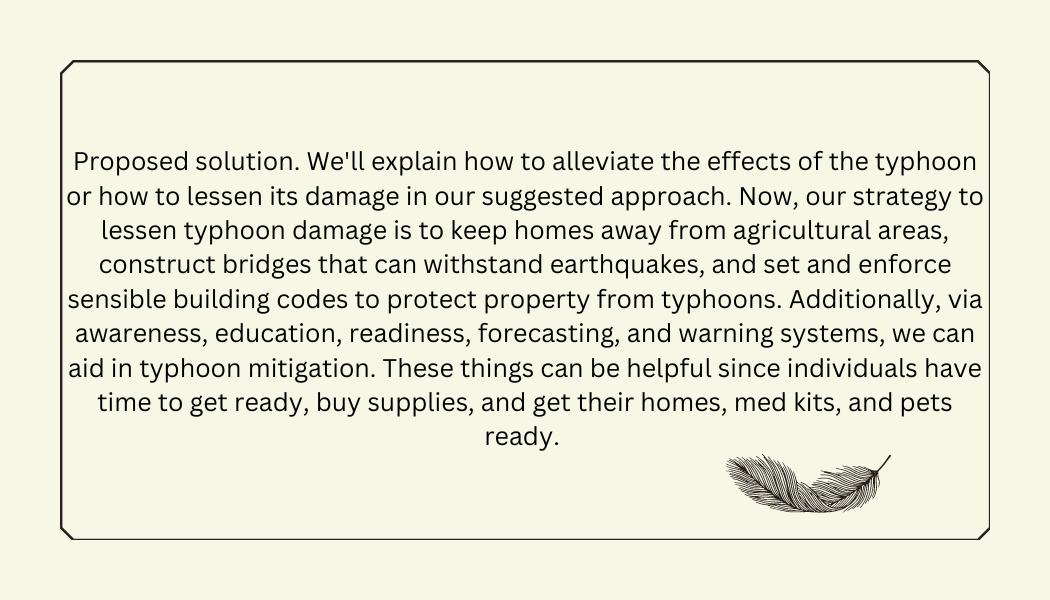 Proposed solution. We'll explain how to alleviate the effects of the typhoon
or how to lessen its damage in our suggested approach. Now, our strategy to
lessen typhoon damage is to keep homes away from agricultural areas,
construct bridges that can withstand earthquakes, and set and enforce
sensible building codes to protect property from typhoons. Additionally, via
awareness, education, readiness, forecasting, and warning systems, we can
aid in typhoon mitigation. These things can be helpful since individuals have
time to get ready, buy supplies, and get their homes, med kits, and pets
ready.